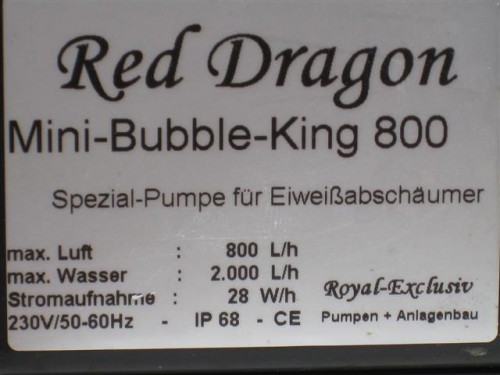 Red Dragon
Mini-Bubble-King 800
Spezial-Pumpe für Eiweißabschäumer
max. Luft : 800 L/h
max. Wasser : 2.000 L/h
Stromaufnahme : 28 W/h
Royal-Exclusiv
230V/50-60Hz - IP 68 - CE
Pumpen + Anlagenbau